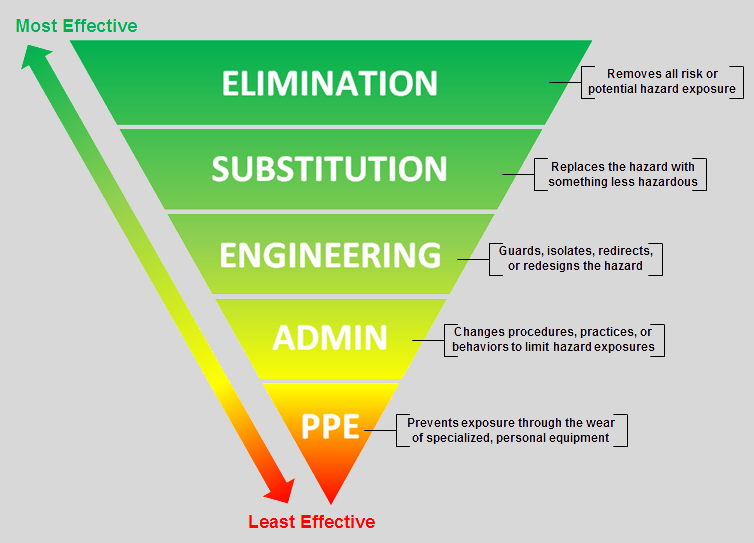 Most Effective
ELIMINATION
Removes all risk or
potential hazard exposure
SUBSTITUTION
Replaces the hazard with
something less hazardous
ENGINEERING
Guards, isolates, redirects,
or redesigns the hazard
ADMIN
Changes procedures, practices, or
behaviors to limit hazard exposures
PPE
Prevents exposure through the wear
of specialized, personal equipment
Least Effective